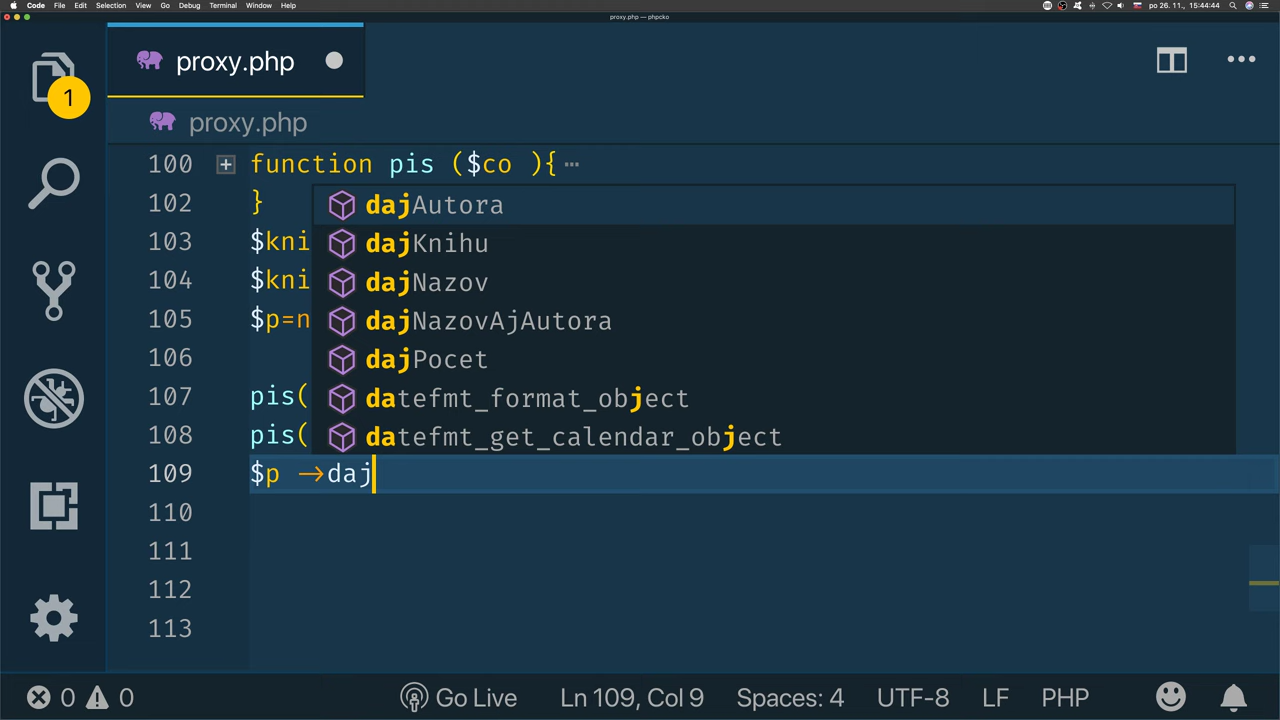 Code File Edit Selection View Go Debug Terminal Window Help po 26. 11., 15:44:44
proxy.php — phpcko
proxy.php
1
proxy.php
100 function pis ($co ){
102 }
dajAutora
103 $kni
dajKnihu
104 $kni
dajNazov
105 $p=n
dajNazovAjAutora
106
dajPocet
107 pis(
datefmt_format_object
108 pis(
datefmt_get_calendar_object
109 $p ->daj
110
111
112
113
0 0 Go Live Ln 109, Col 9 Spaces: 4 UTF-8 LF PHP